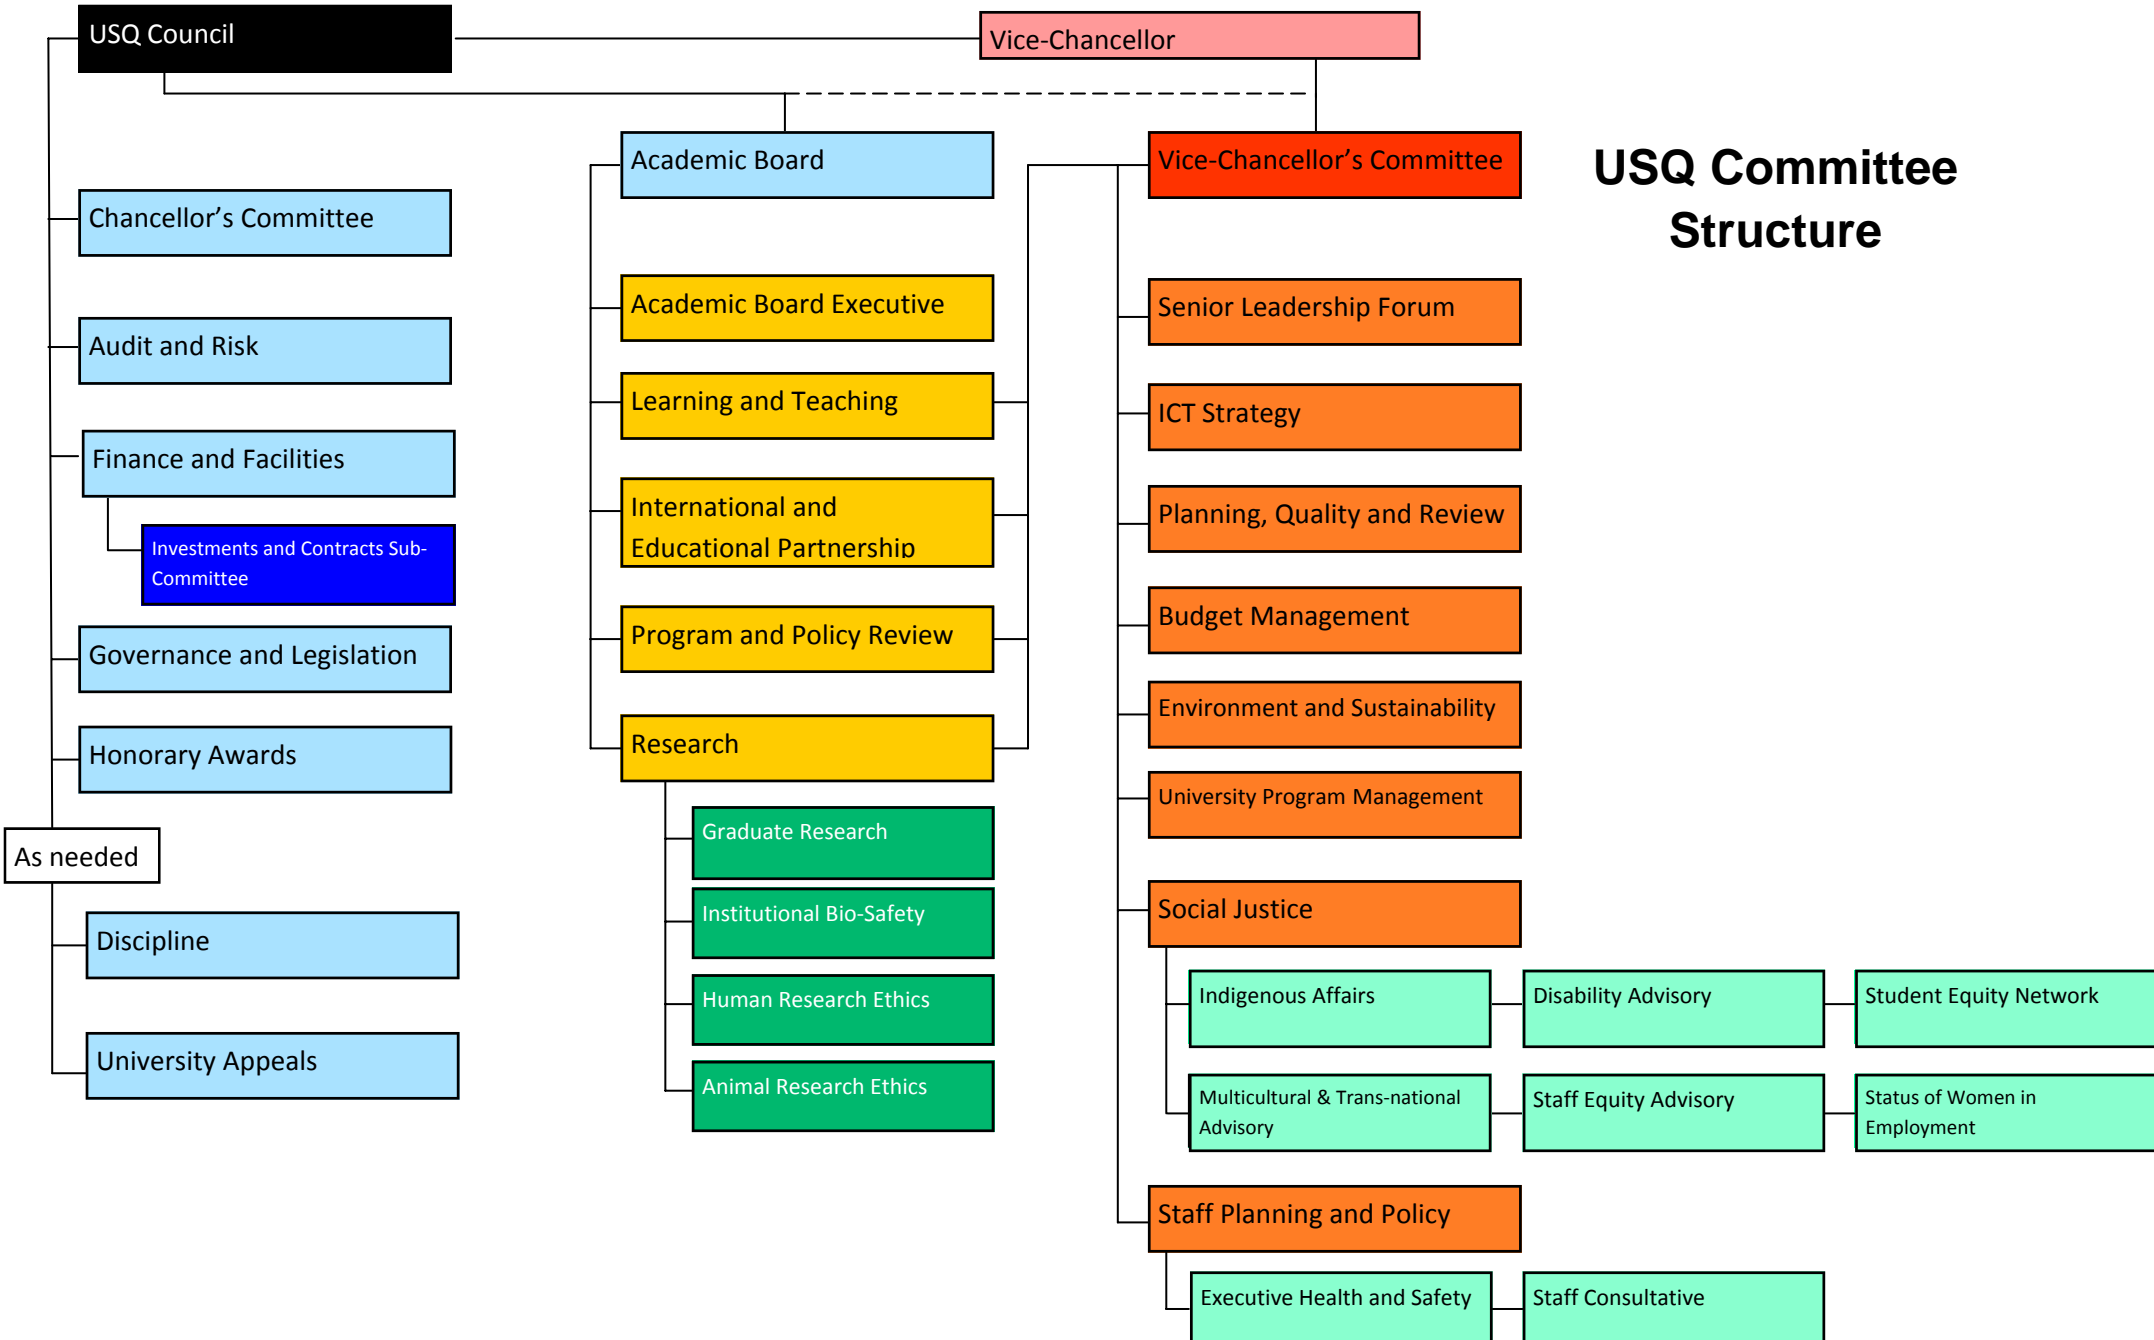 USQ Council
Vice-Chancellor
USQ Committee
Structure
Chancellor’s Committee
Audit and Risk
Finance and Facilities
Investments and Contracts Sub-
Committee
Governance and Legislation
Honorary Awards
As needed
Discipline
University Appeals
Academic Board
Academic Board Executive
Learning and Teaching
International and
Educational Partnership
Program and Policy Review
Research
Graduate Research
Institutional Bio-Safety
Human Research Ethics
Animal Research Ethics
Vice-Chancellor’s Committee
Senior Leadership Forum
ICT Strategy
Planning, Quality and Review
Budget Management
Environment and Sustainability
University Program Management
Social Justice
Indigenous Affairs
Disability Advisory
Student Equity Network
Multicultural & Trans-national
Advisory
Staff Equity Advisory
Status of Women in
Employment
Staff Planning and Policy
Executive Health and Safety
Staff Consultative